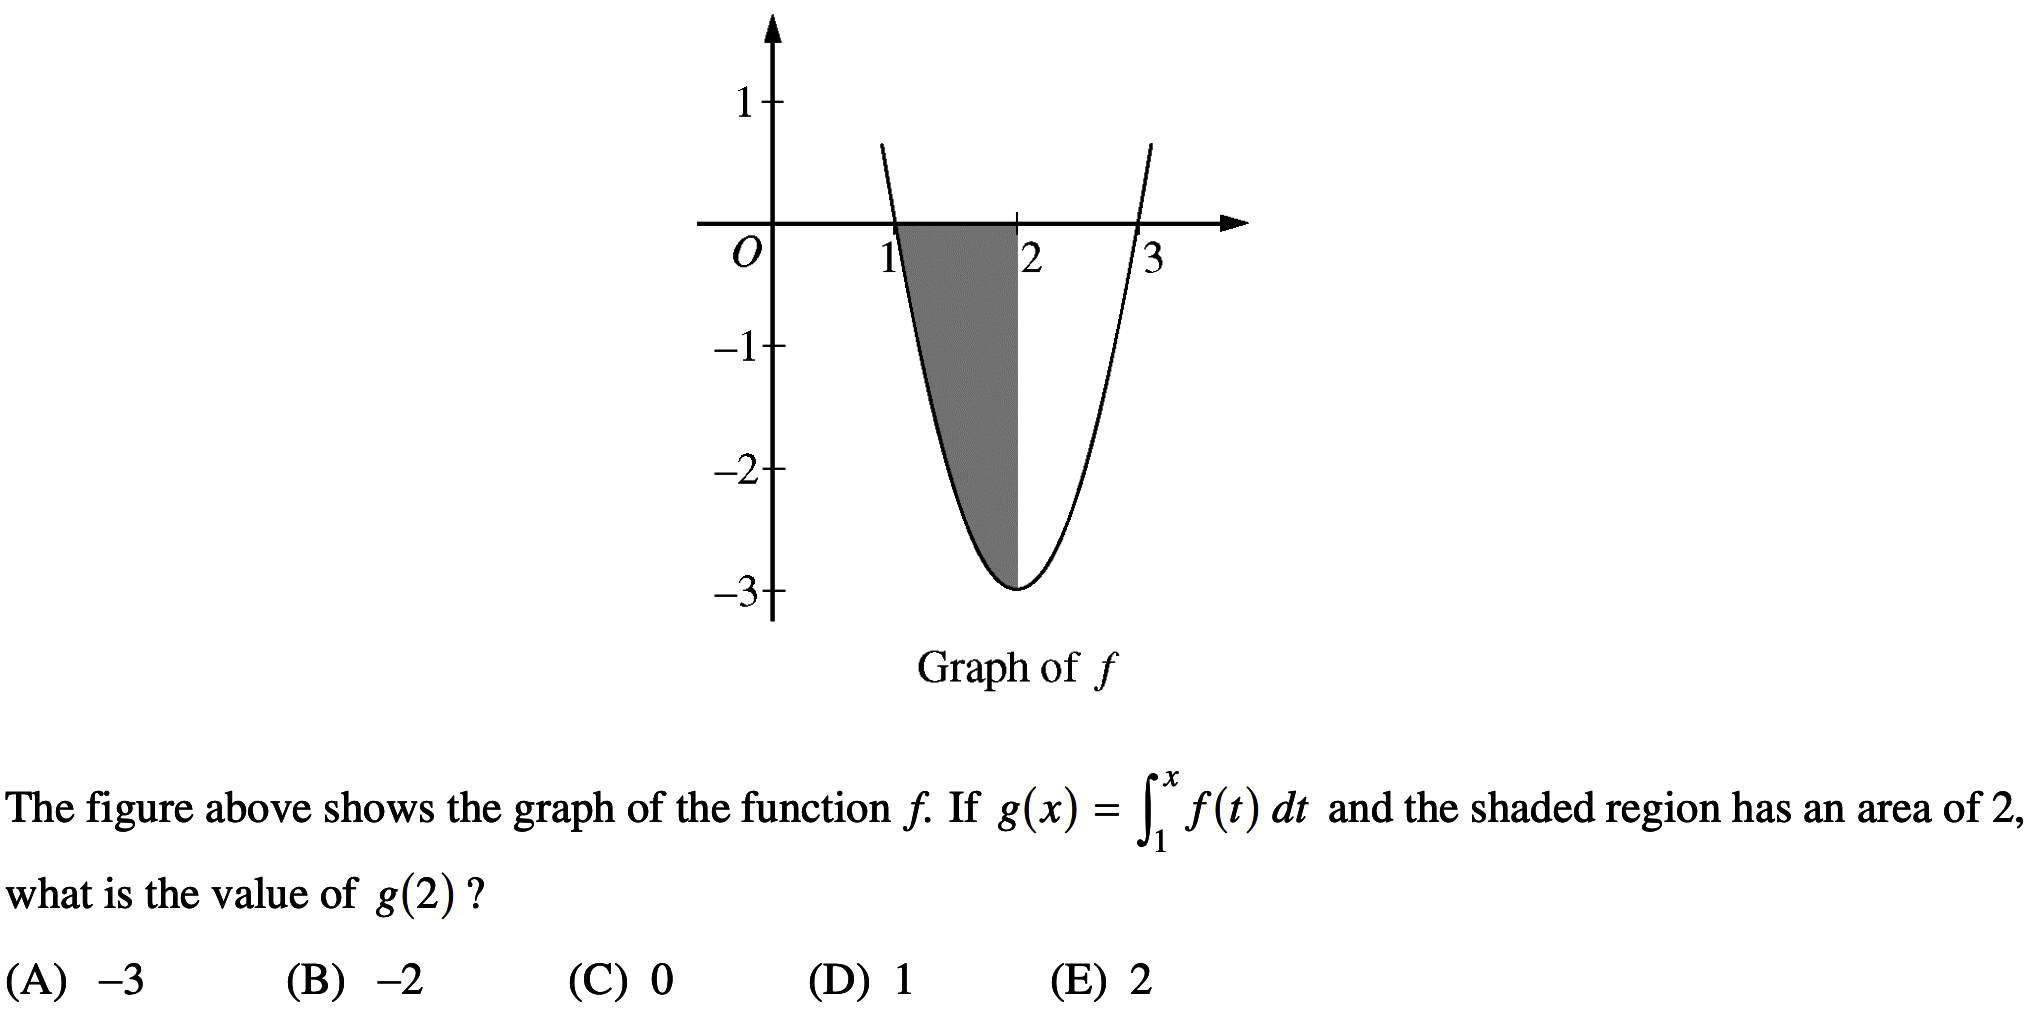 1
O 1 2 3
–1
–2
–3
Graph of f
The figure above shows the graph of the function f. If g(x) = ∫₁ˣ f(t) dt and the shaded region has an area of 2,
what is the value of g(2) ?
(A) –3 (B) –2 (C) 0 (D) 1 (E) 2